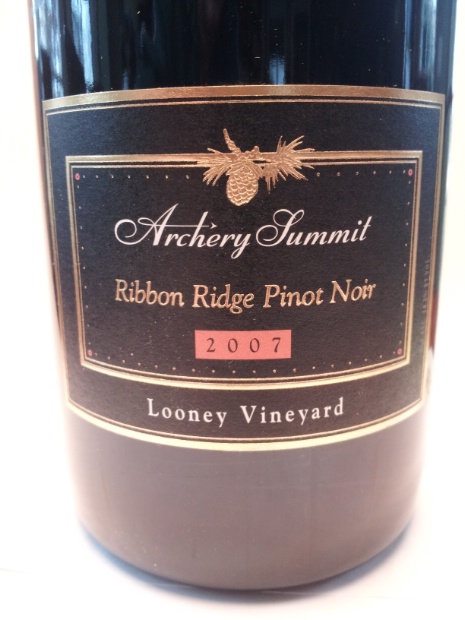 Archery Summit
Ribbon Ridge Pinot Noir
2007
Looney Vineyard